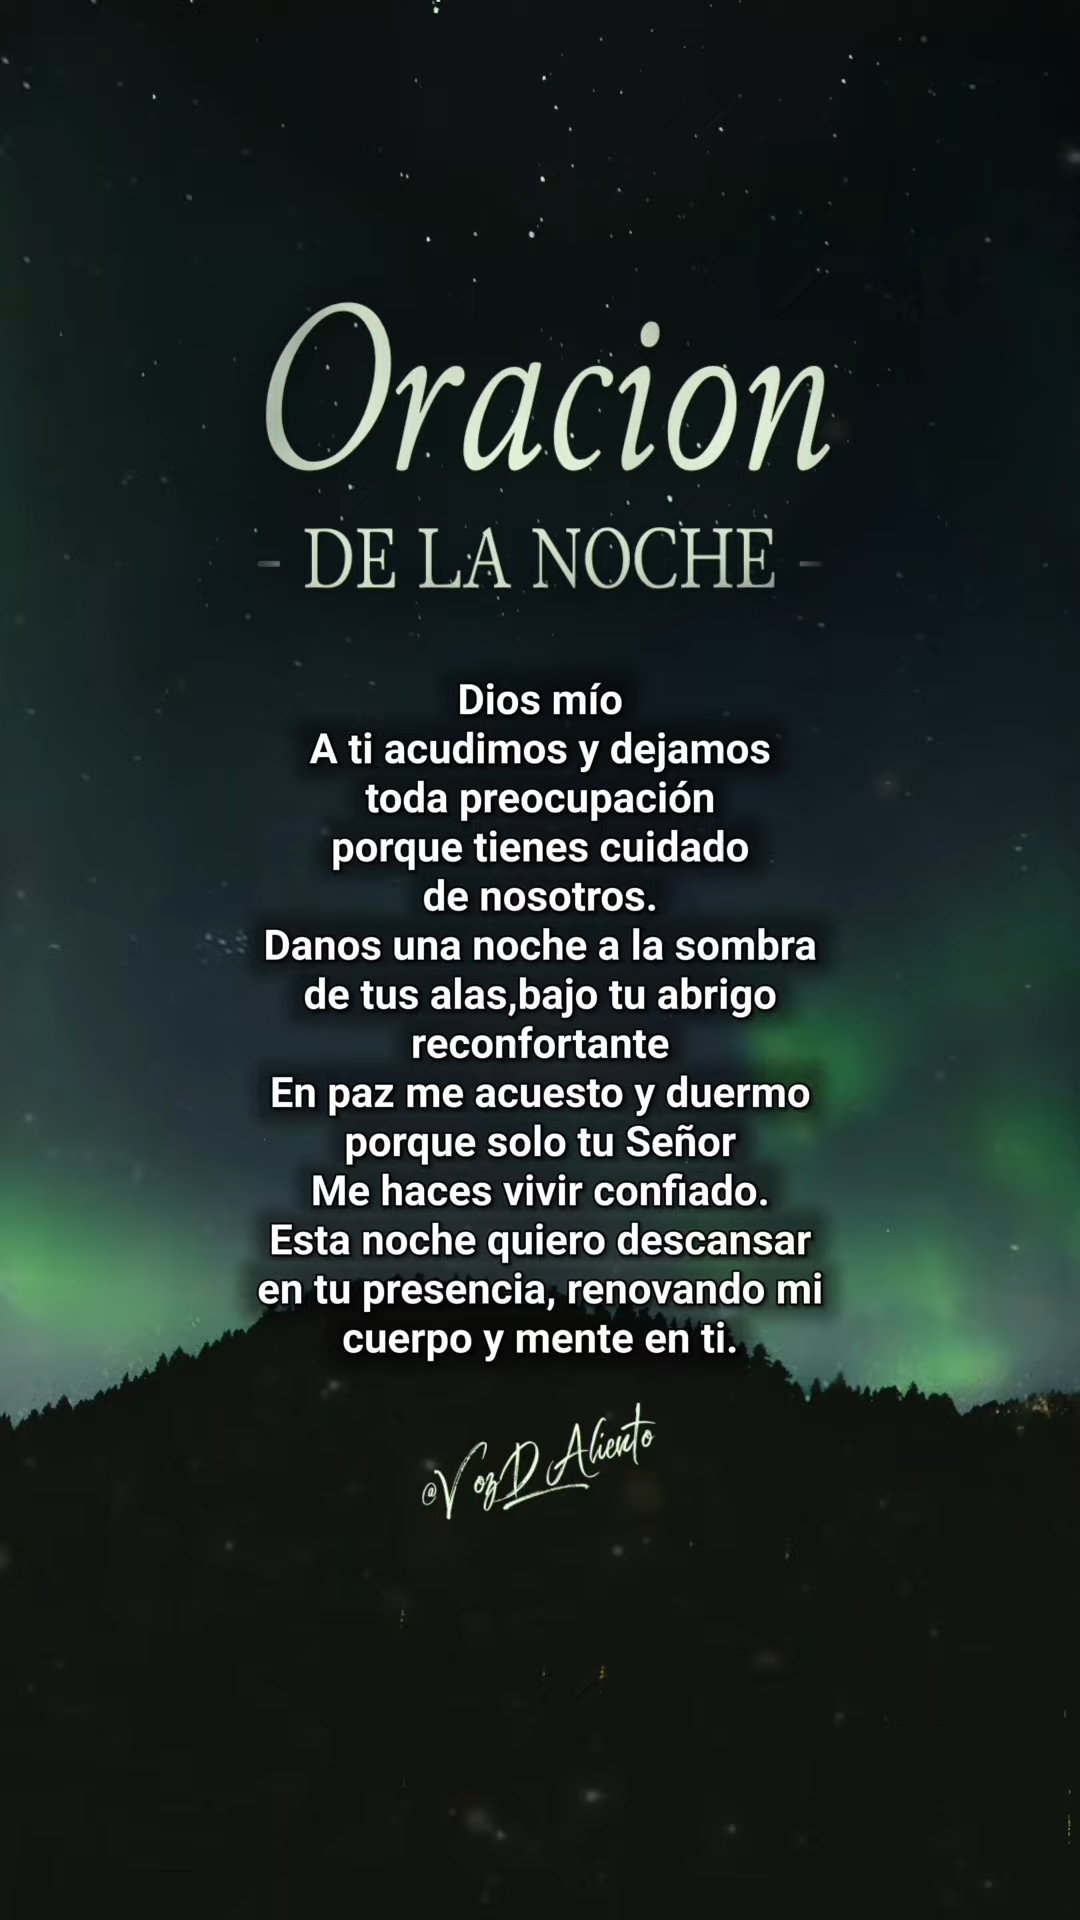 Oracion
- DE LA NOCHE -
Dios mío
A ti acudimos y dejamos
toda preocupación
porque tienes cuidado
de nosotros.
Danos una noche a la sombra
de tus alas,bajo tu abrigo
reconfortante
En paz me acuesto y duermo
porque solo tu Señor
Me haces vivir confiado.
Esta noche quiero descansar
en tu presencia, renovando mi
cuerpo y mente en ti.
@VozD Aliento